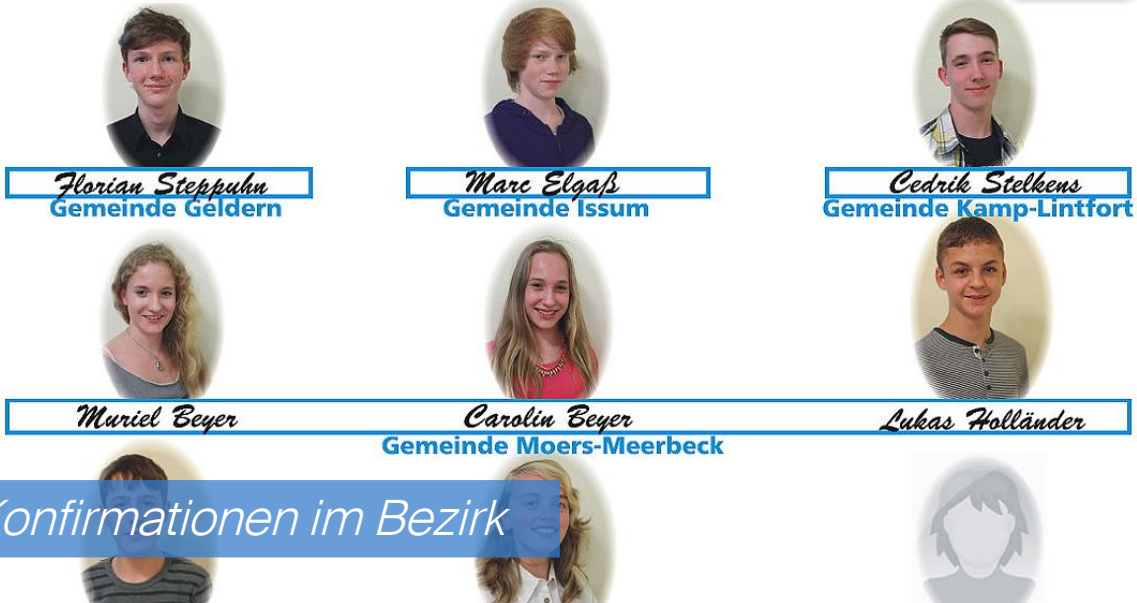 Florian Steppuhn
Gemeinde Geldern
Marc Elgaß
Gemeinde Issum
Cedrik Stelkens
Gemeinde Kamp-Lintfort
Muriel Beyer
Carolin Beyer
Lukas Holländer
Gemeinde Moers-Meerbeck
Konfirmationen im Bezirk